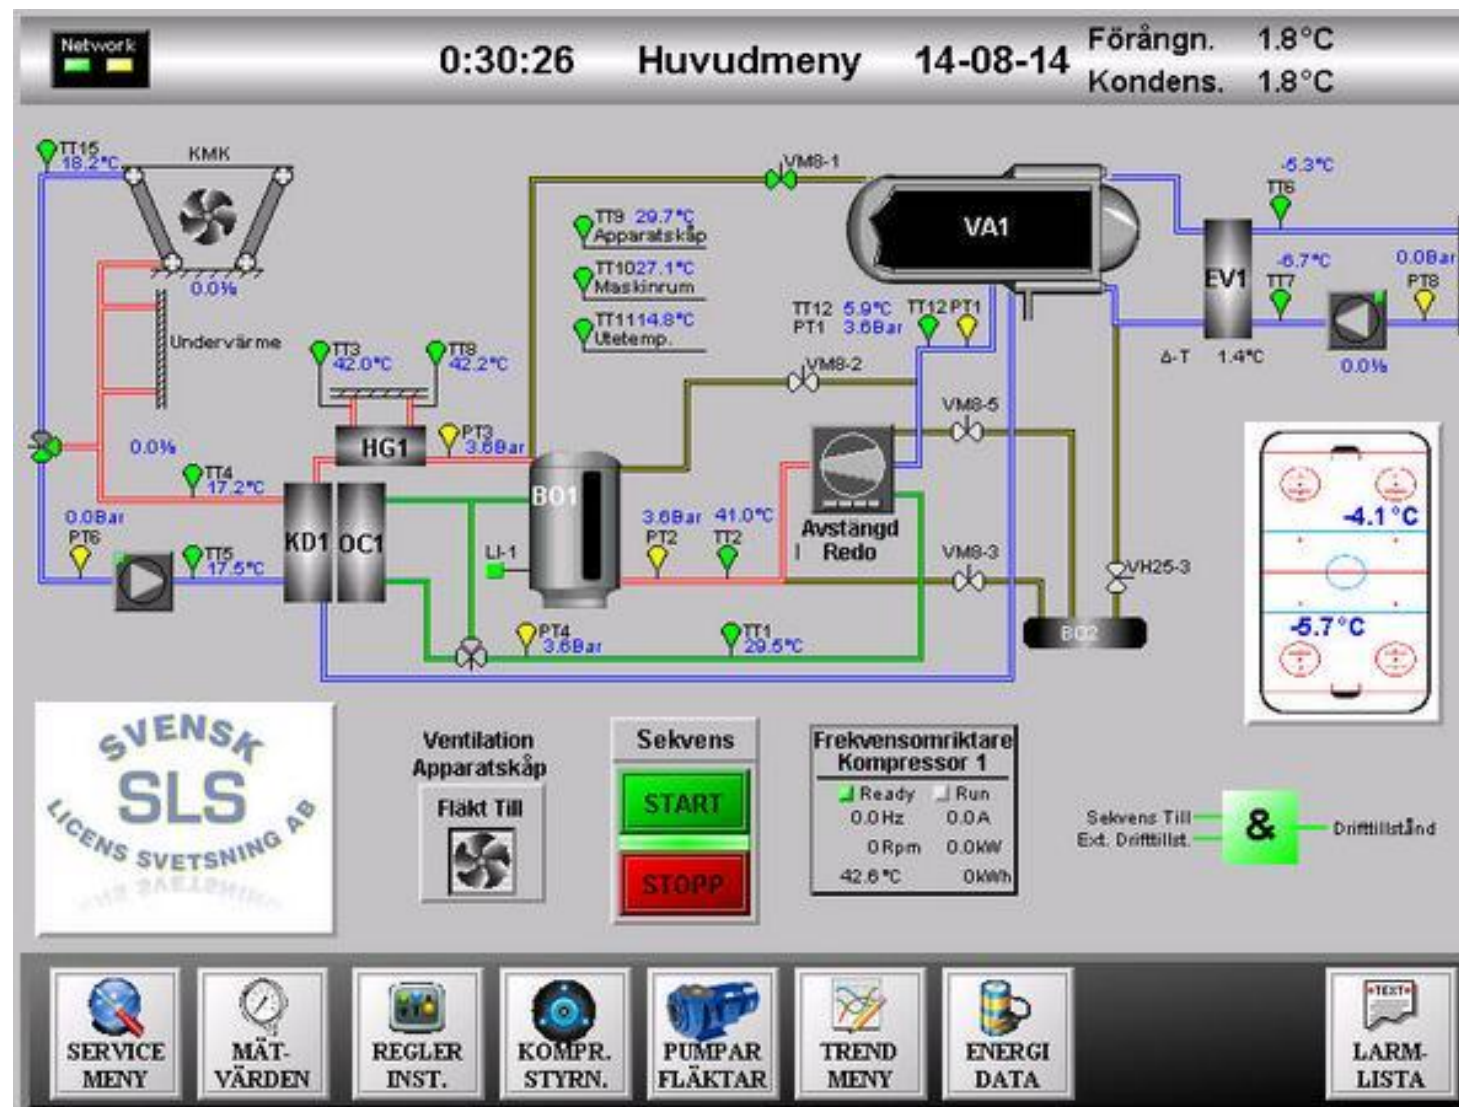 Network
0:30:26 Huvudmeny 14-08-14
Förångn. 1.8°C
Kondens. 1.8°C
TT15
18.2°C
KMK
0.0%
Undervärme
0.0%
TT3
42.0°C
TT8
42.2°C
HG1
PT3
3.6Bar
TT4
17.2°C
0.0Bar
PT6
TT5
17.5°C
KD1
OC1
BO1
LI-1
VM8-1
TT9 29.7°C
Apparatskåp
TT10 27.1°C
Maskinrum
TT11 14.8°C
Utetemp.
VA1
TT12 5.9°C
PT1 3.6Bar
TT12 PT1
VM8-2
VM8-5
Avstängd
Redo
3.6Bar 41.0°C
PT2 TT2
VM8-3
VH25-3
BO2
PT4
3.6Bar
TT1
29.5°C
-5.3°C
TT6
-6.7°C
TT7
EV1
Δ-T 1.4°C
0.0Bar
PT8
0.0%
-4.1°C
-5.7°C
SVENSK
SLS
LICENS SVETSNING AB
Ventilation
Apparatskåp
Fläkt Till
Sekvens
START
STOPP
Frekvensomriktare
Kompressor 1
Ready Run
0.0Hz 0.0A
0Rpm 0.0kW
42.6°C 0kWh
Sekvens Till
Ext. Drifttillst.
&
Drifttillstånd
SERVICE
MENY
MÄT-
VÄRDEN
REGLER
INST.
KOMPR.
STYRN.
PUMPAR
FLÄKTAR
TREND
MENY
ENERGI
DATA
TEXT
LARM-
LISTA